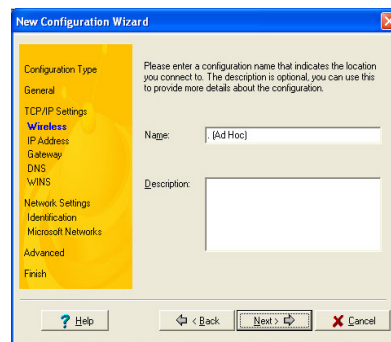 New Configuration Wizard
Configuration Type
General
TCP/IP Settings
Wireless
IP Address
Gateway
DNS
WINS
Network Settings
Identification
Microsoft Networks
Advanced
Finish
Please enter a configuration name that indicates the location
you connect to. The description is optional, you can use this
to provide more details about the configuration.
Name: . (Ad Hoc)
Description:
? Help
< Back
Next >
Cancel